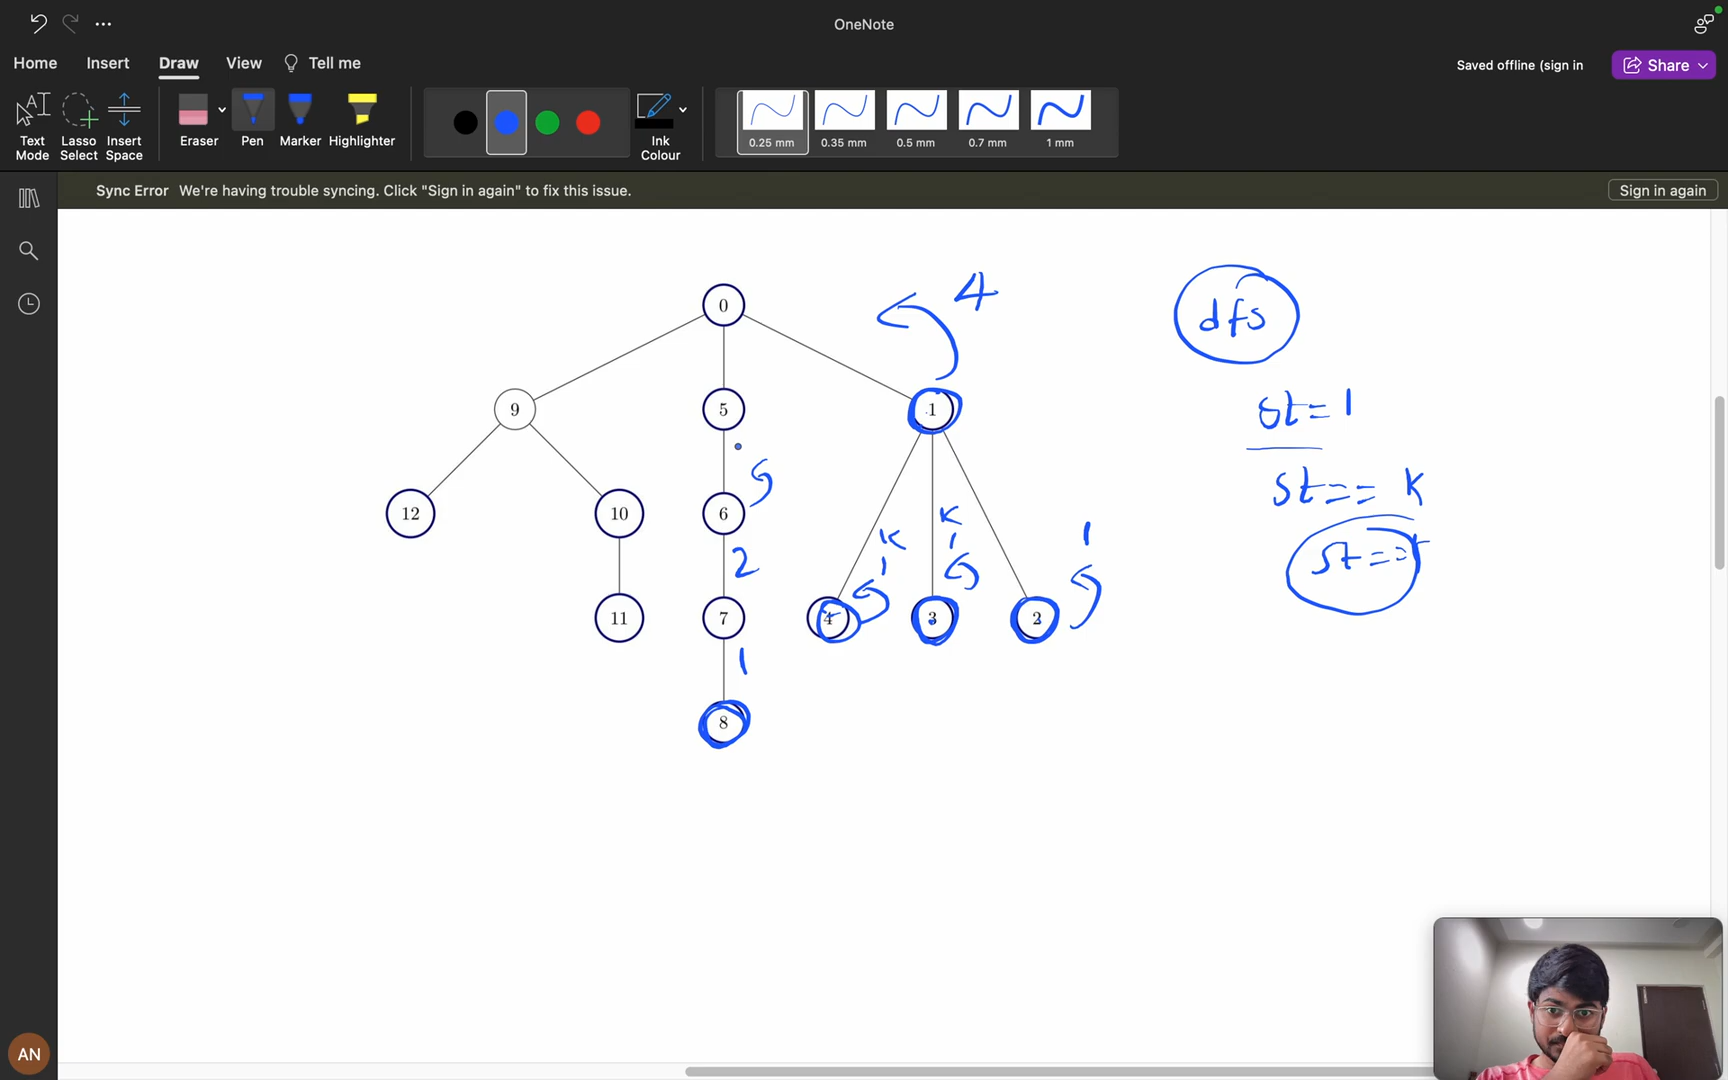 OneNote
Home Insert Draw View Tell me
Saved offline (sign in
Share
Text Mode
Lasso Select
Insert Space
Eraser
Pen
Marker
Highlighter
Ink Colour
0.25 mm
0.35 mm
0.5 mm
0.7 mm
1 mm
Sync Error We're having trouble syncing. Click "Sign in again" to fix this issue.
Sign in again
0
4
dfs
9 5 1
st=1
st== K
12 10 6
K
1
K
1
1
2
st==
11 7 4 3 2
1
8
AN